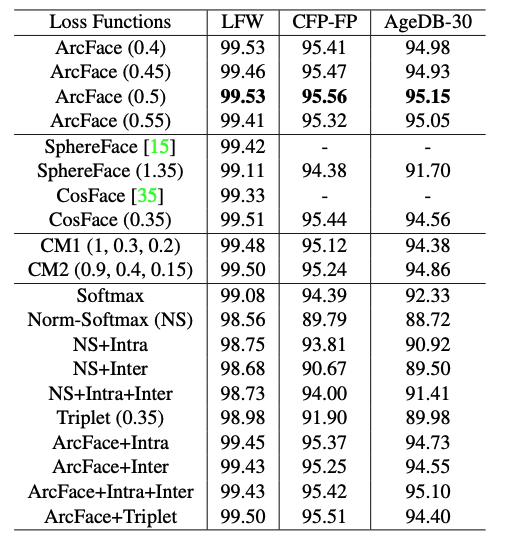 Loss Functions LFW CFP-FP AgeDB-30
ArcFace (0.4) 99.53 95.41 94.98
ArcFace (0.45) 99.46 95.47 94.93
ArcFace (0.5) 99.53 95.56 95.15
ArcFace (0.55) 99.41 95.32 95.05
SphereFace [15] 99.42 - -
SphereFace (1.35) 99.11 94.38 91.70
CosFace [35] 99.33 - -
CosFace (0.35) 99.51 95.44 94.56
CM1 (1, 0.3, 0.2) 99.48 95.12 94.38
CM2 (0.9, 0.4, 0.15) 99.50 95.24 94.86
Softmax 99.08 94.39 92.33
Norm-Softmax (NS) 98.56 89.79 88.72
NS+Intra 98.75 93.81 90.92
NS+Inter 98.68 90.67 89.50
NS+Intra+Inter 98.73 94.00 91.41
Triplet (0.35) 98.98 91.90 89.98
ArcFace+Intra 99.45 95.37 94.73
ArcFace+Inter 99.43 95.25 94.55
ArcFace+Intra+Inter 99.43 95.42 95.10
ArcFace+Triplet 99.50 95.51 94.40